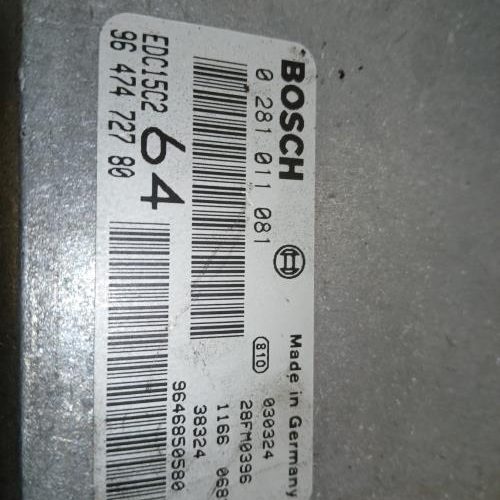 BOSCH
0 281 011 081
EDC15C2
96 474 727 80
64
Made in Germany
810
030324
28FM0396
1166
38324
9646850580